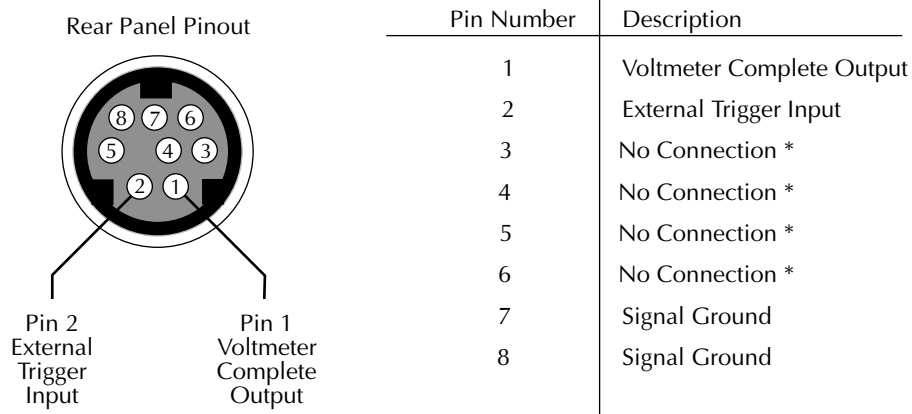 Rear Panel Pinout
8 7 6
5 4 3
2 1
Pin 2
External
Trigger
Input
Pin 1
Voltmeter
Complete
Output
Pin Number Description
1 Voltmeter Complete Output
2 External Trigger Input
3 No Connection *
4 No Connection *
5 No Connection *
6 No Connection *
7 Signal Ground
8 Signal Ground